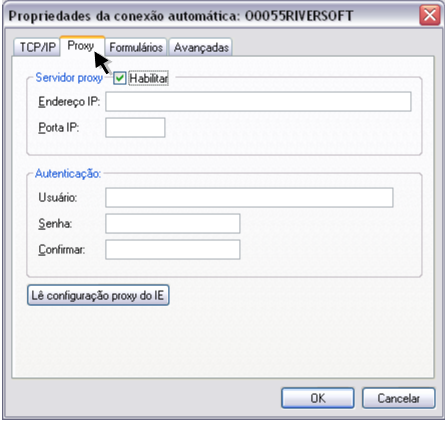 Propriedades da conexão automática: O0055RIVERSOFT
TCP/IP Proxy Formulários Avançadas
Servidor proxy Habilitar
Endereço IP:
Porta IP:
Autenticação:
Usuário:
Senha:
Confirmar:
Lê configuração proxy do IE
OK Cancelar